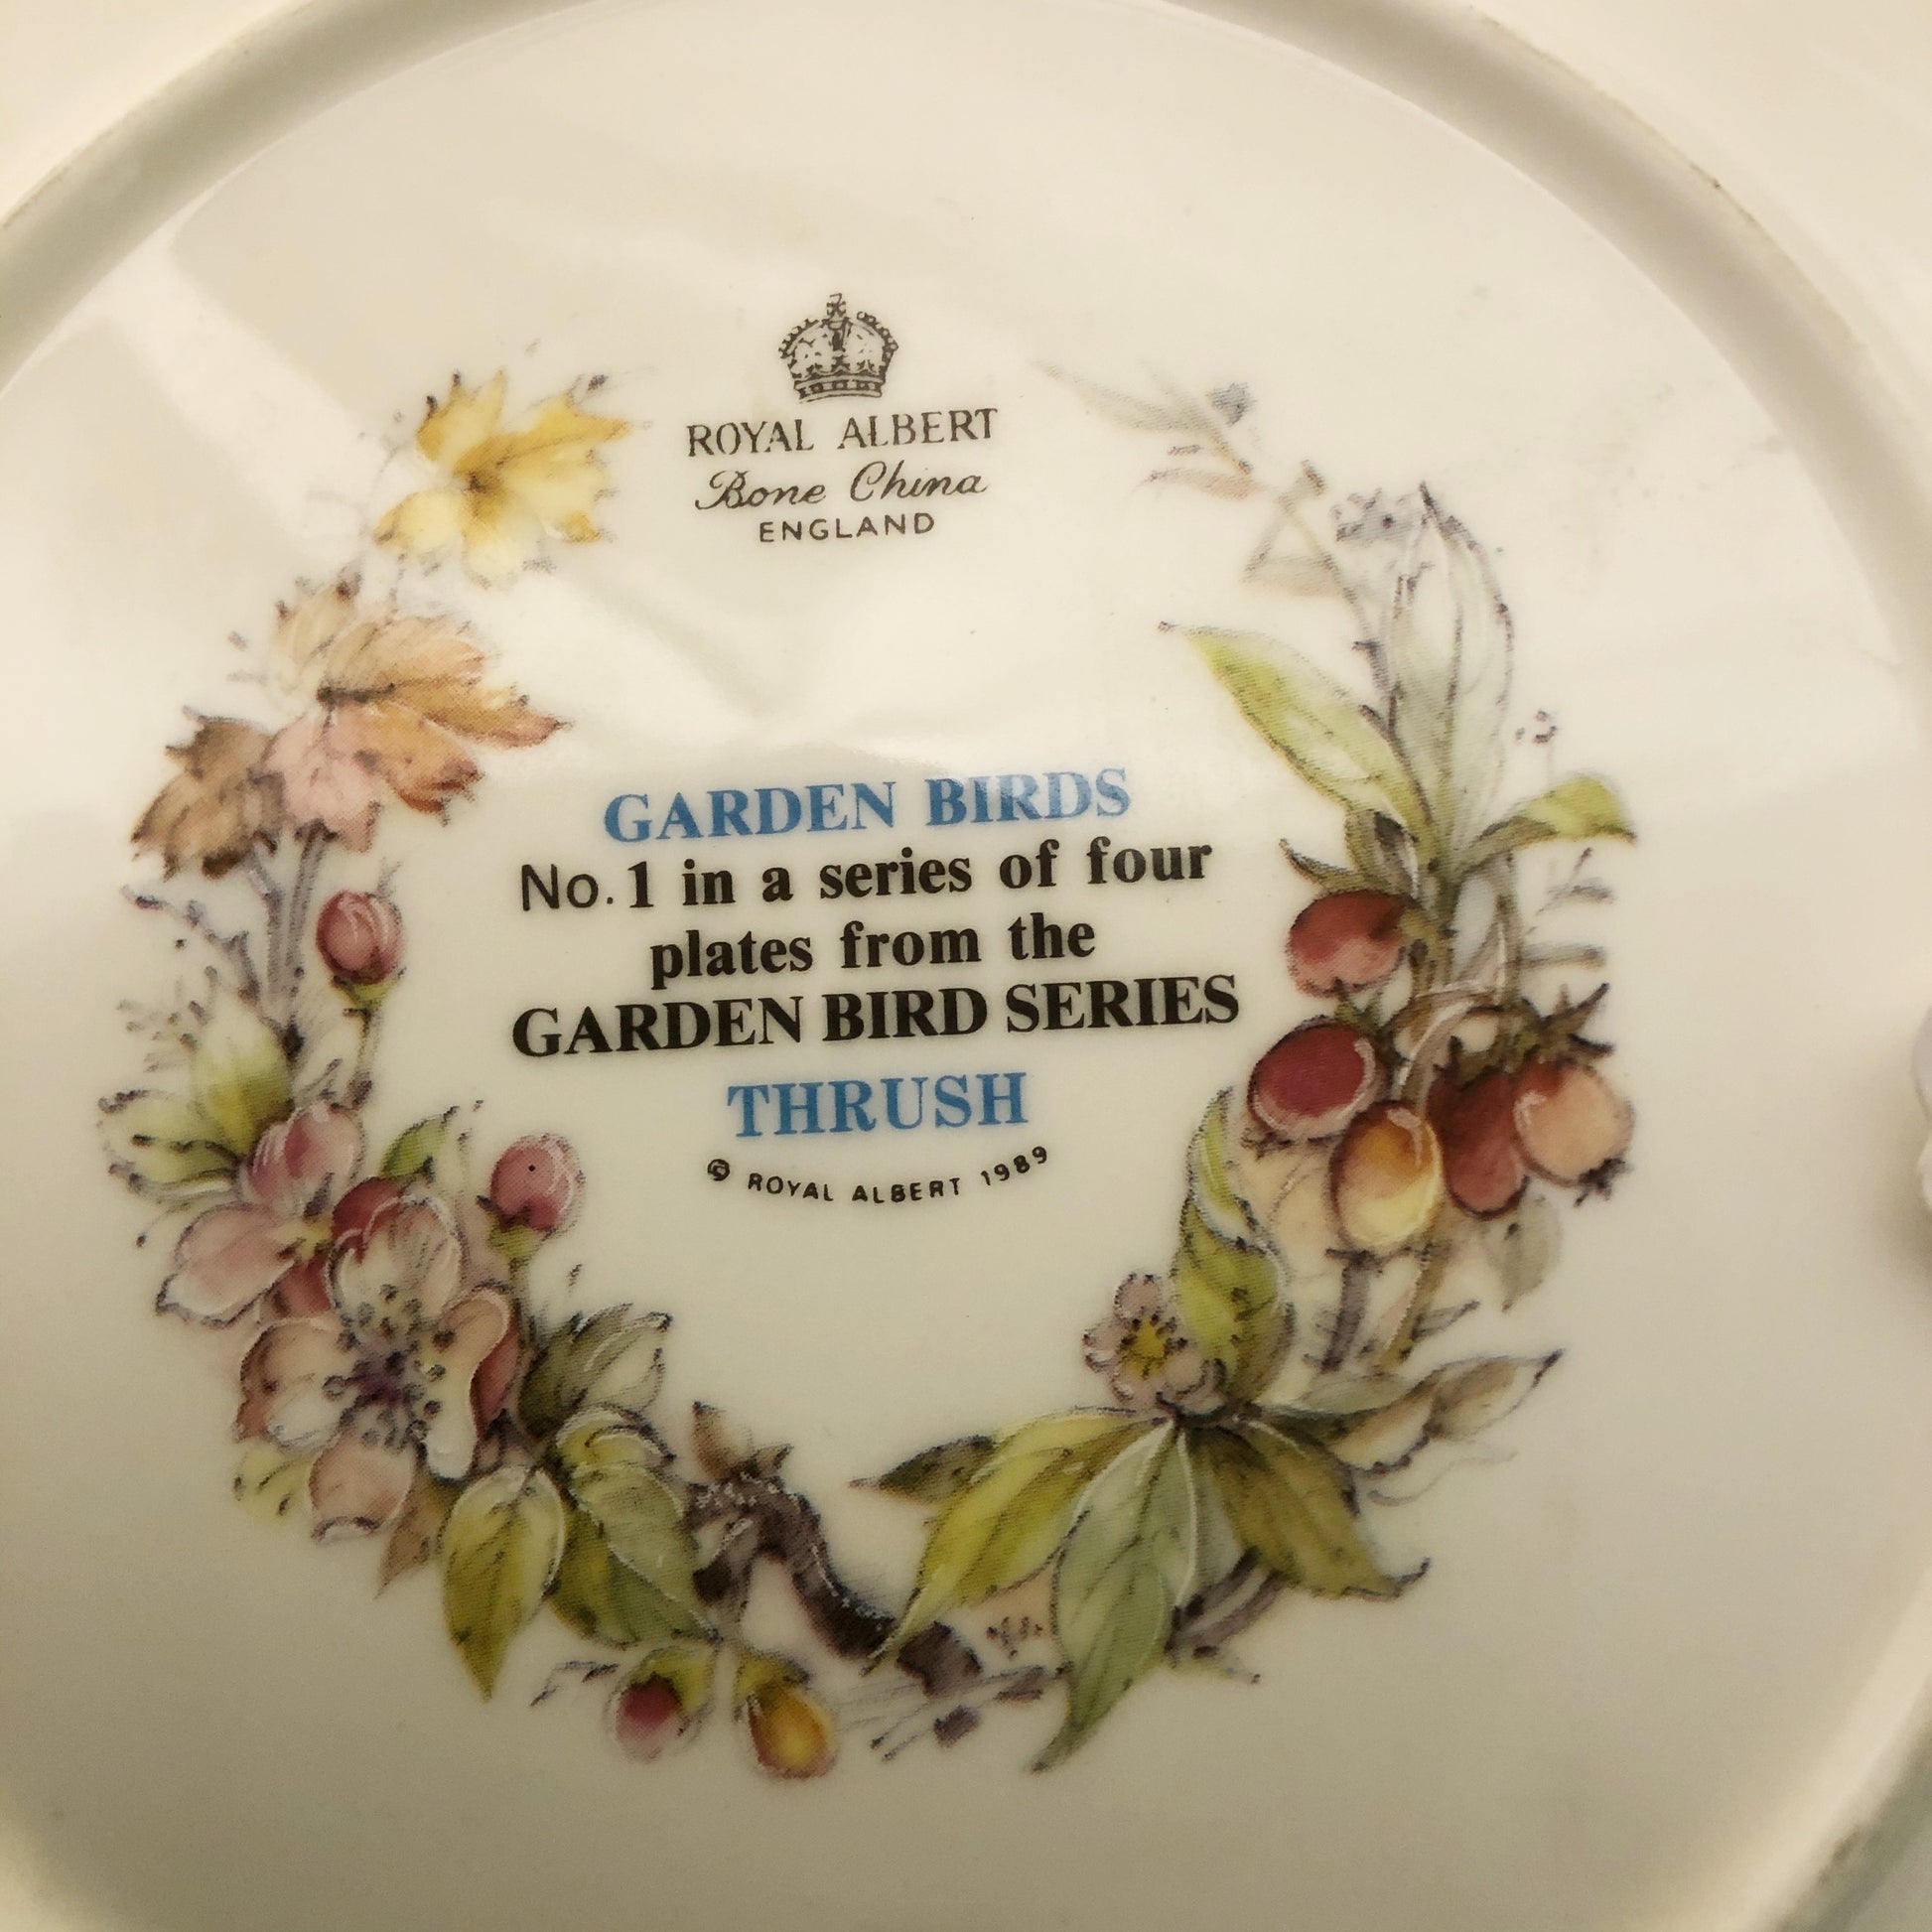 ROYAL ALBERT
Bone China
ENGLAND
GARDEN BIRDS
No. 1 in a series of four
plates from the
GARDEN BIRD SERIES
THRUSH
© ROYAL ALBERT 1989